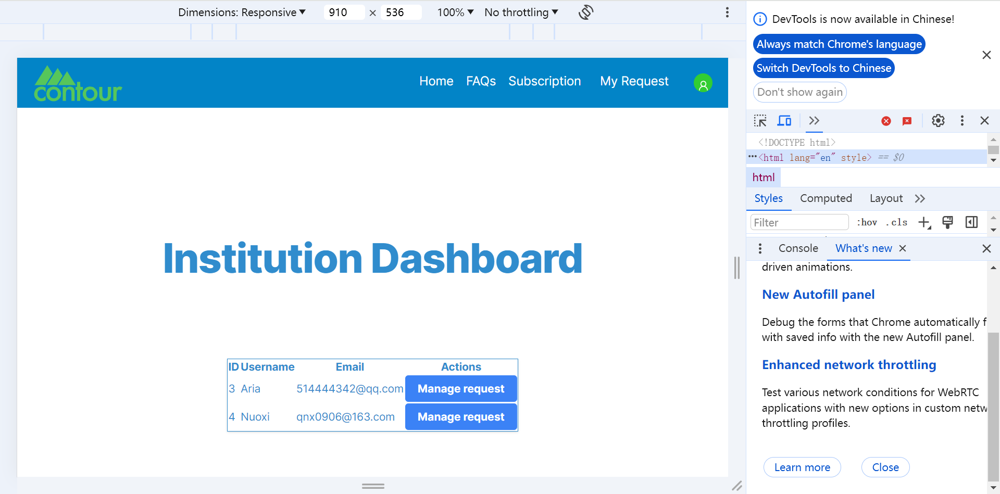 Dimensions: Responsive 910 × 536 100% No throttling
contour
Home FAQs Subscription My Request
Institution Dashboard
ID Username Email Actions
3 Aria 514444342@qq.com Manage request
4 Nuoxi qnx0906@163.com Manage request
DevTools is now available in Chinese!
Always match Chrome's language
Switch DevTools to Chinese
Don't show again
<!DOCTYPE html>
<html lang="en" style> == $0
html
Styles Computed Layout
Filter :hov .cls
Console What's new
driven animations.
New Autofill panel
Debug the forms that Chrome automatically f
with saved info with the new Autofill panel.
Enhanced network throttling
Test various network conditions for WebRTC
applications with new options in custom netw
throttling profiles.
Learn more Close